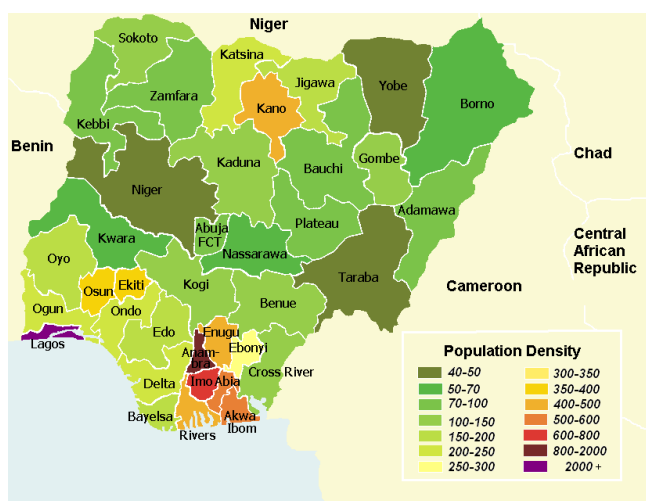 Niger
Sokoto
Katsina
Jigawa
Yobe
Zamfara
Kano
Borno
Kebbi
Benin
Chad
Kaduna
Gombe
Bauchi
Niger
Adamawa
Plateau
Abuja
FCT
Kwara
Nassarawa
Central
African
Republic
Oyo
Taraba
Cameroon
Kogi
Osun
Ekiti
Benue
Ogun
Ondo
Edo
Enugu
Lagos
Anam-
bra
Ebonyi
Cross River
Delta
Imo
Abia
Bayelsa
Akwa
Ibom
Rivers
Population Density
40-50
50-70
70-100
100-150
150-200
200-250
250-300
300-350
350-400
400-500
500-600
600-800
800-2000
2000 +